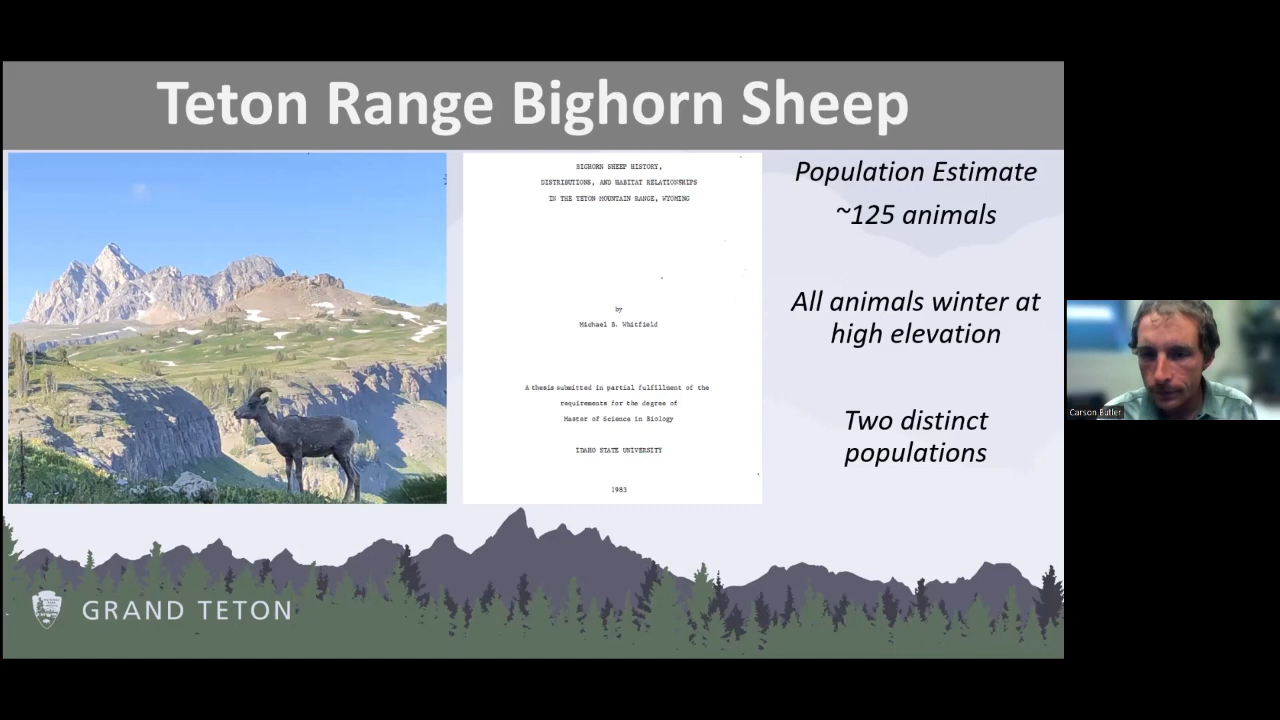 Teton Range Bighorn Sheep
BIGHORN SHEEP HISTORY,
DISTRIBUTIONS, AND HABITAT RELATIONSHIPS
IN THE TETON MOUNTAIN RANGE, WYOMING
by
Michael B. Whitfield
A thesis submitted in partial fulfillment of the
requirements for the degree of
Master of Science in Biology
IDAHO STATE UNIVERSITY
1983
Population Estimate
~125 animals
All animals winter at
high elevation
Two distinct
populations
GRAND TETON
Carson Butler